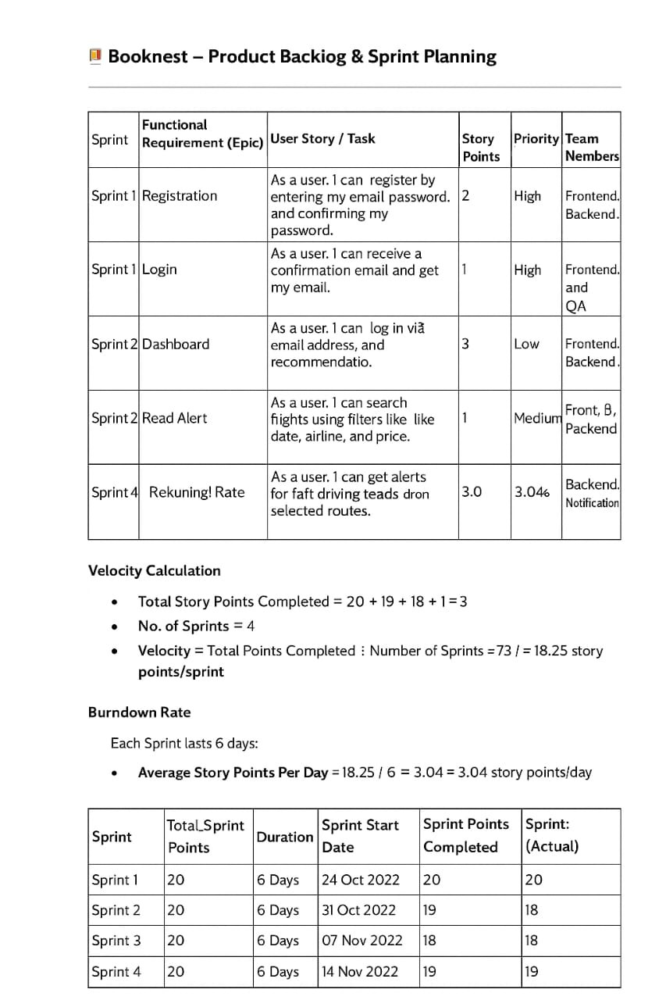 Booknest – Product Backiog & Sprint Planning
Sprint
Functional
Requirement (Epic)
User Story / Task
Story
Points
Priority
Team
Nembers
Sprint 1
Registration
As a user. 1 can register by
entering my email password.
and confirming my
password.
2
High
Frontend.
Backend.
Sprint 1
Login
As a user. 1 can receive a
confirmation email and get
my email.
1
High
Frontend.
and
QA
Sprint 2
Dashboard
As a user. 1 can log in via
email address, and
recommendatio.
3
Low
Frontend.
Backend.
Sprint 2
Read Alert
As a user. 1 can search
fiights using filters like like
date, airline, and price.
1
Medium
Front, B,
Packend
Sprint 4
Rekuning! Rate
As a user. 1 can get alerts
for faft driving teads dron
selected routes.
3.0
3.04
Backend.
Notification
Velocity Calculation
• Total Story Points Completed = 20 + 19 + 18 + 1 = 3
• No. of Sprints = 4
• Velocity = Total Points Completed ⋮ Number of Sprints = 73 / = 18.25 story
points/sprint
Burndown Rate
Each Sprint lasts 6 days:
• Average Story Points Per Day = 18.25 / 6 = 3.04 = 3.04 story points/day
Sprint
Total_Sprint
Points
Duration
Sprint Start
Date
Sprint Points
Completed
Sprint:
(Actual)
Sprint 1
20
6 Days
24 Oct 2022
20
20
Sprint 2
20
6 Days
31 Oct 2022
19
18
Sprint 3
20
6 Days
07 Nov 2022
18
18
Sprint 4
20
6 Days
14 Nov 2022
19
19